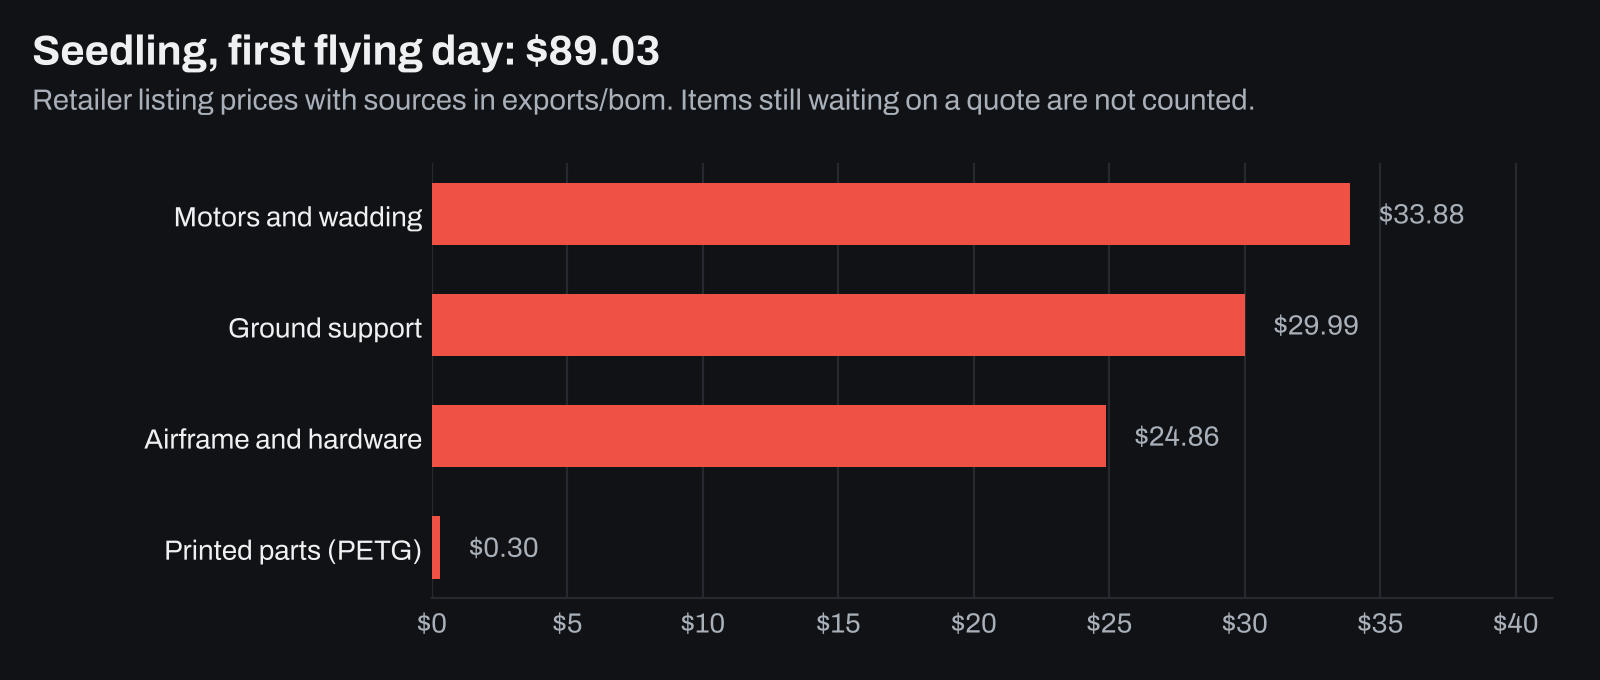 Seedling, first flying day: $89.03
Retailer listing prices with sources in exports/bom. Items still waiting on a quote are not counted.
Motors and wadding $33.88
Ground support $29.99
Airframe and hardware $24.86
Printed parts (PETG) $0.30
$0 $5 $10 $15 $20 $25 $30 $35 $40